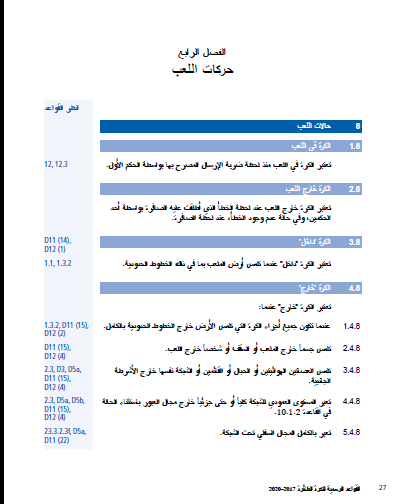 الفصل الرابع
حركات اللعب
انظر القواعد
8 حالات اللعب
1.8 الكرة في اللعب
تعتبر الكرة في اللعب منذ لحظة ضربة الإرسال المصرح بها بواسطة الحكم الأول. 12, 12.3
2.8 الكرة خارج اللعب
تعتبر الكرة خارج اللعب عند لحظة الخطأ الذي أطلقت عليه الصافرة بواسطة أحد
الحكمين، وفي حالة عدم وجود الخطأ، عند لحظة الصافرة.
3.8 الكرة "داخل" D11 (14),
D12 (1)
تعتبر الكرة "داخل" عندما تلمس أرض الملعب بما في ذلك الخطوط الحدودية. 1.1, 1.3.2
4.8 الكرة "خارج"
تعتبر الكرة "خارج" عندما:
1.4.8 عندما تكون جميع أجزاء الكرة التي تلمس الأرض خارج الخطوط الحدودية بالكامل. 1.3.2, D11 (15),
D12 (2)
2.4.8 تلمس جسماً خارج الملعب أو السقف أو شخصاً خارج اللعب. D11 (15),
D12 (4)
3.4.8 تلمس العصاتين الهوائيتين أو الحبال أو القائمين أو الشبكة نفسها خارج الأشرطة 2.3, D3, D5a,
الجانبية. D11 (15),
D12 (4)
4.4.8 تعبر المستوى العمودي للشبكة كلياً أو حتى جزئياً خارج مجال العبور باستثناء الحالة 2.3, D5a, D5b,
في القاعدة 10.1.2. D11 (15),
D12 (4)
5.4.8 تعبر بالكامل المجال السفلي تحت الشبكة. 23.3.2.3f, D5a,
D11 (22)
القواعد الرسمية للكرة الطائرة 2017-2020 27